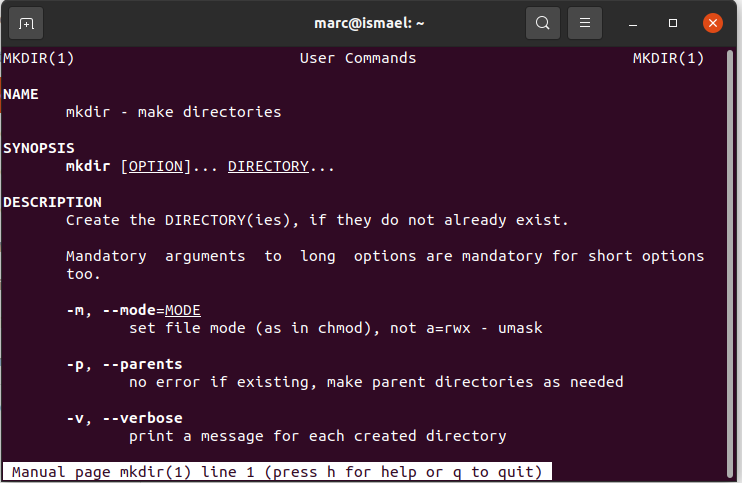 marc@ismael: ~
MKDIR(1) User Commands MKDIR(1)
NAME
mkdir - make directories
SYNOPSIS
mkdir [OPTION]... DIRECTORY...
DESCRIPTION
Create the DIRECTORY(ies), if they do not already exist.
Mandatory arguments to long options are mandatory for short options
too.
-m, --mode=MODE
set file mode (as in chmod), not a=rwx - umask
-p, --parents
no error if existing, make parent directories as needed
-v, --verbose
print a message for each created directory
Manual page mkdir(1) line 1 (press h for help or q to quit)